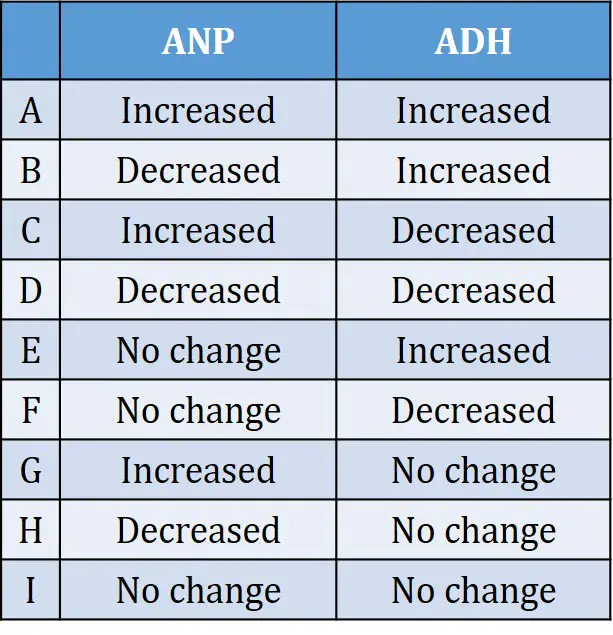 ANP ADH
A Increased Increased
B Decreased Increased
C Increased Decreased
D Decreased Decreased
E No change Increased
F No change Decreased
G Increased No change
H Decreased No change
I No change No change